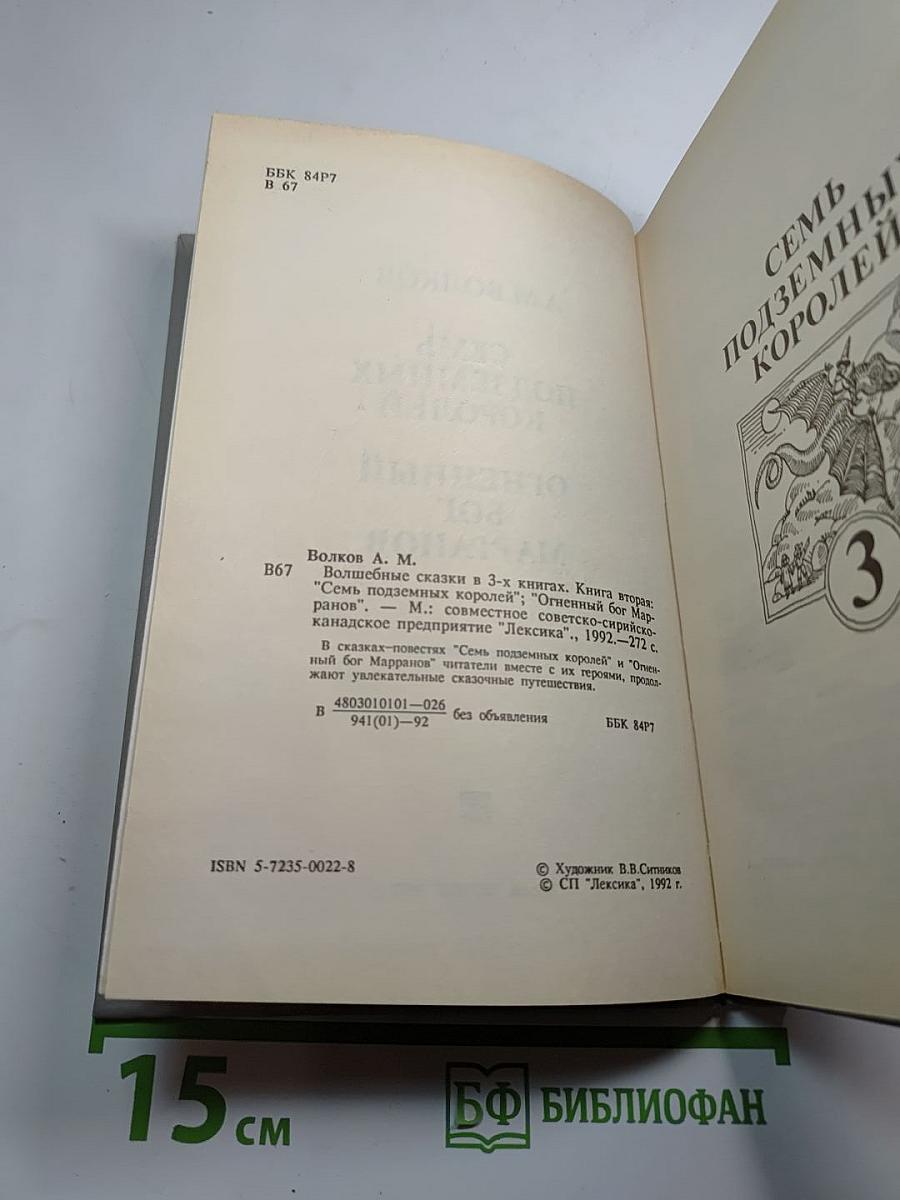 ББК 84Р7
В 67
Волков А. М.
В67 Волшебные сказки в 3-х книгах. Книга вторая:
"Семь подземных королей"; "Огненный бог Мар-
ранов". — М.: совместное советско-сирийско-
канадское предприятие "Лексика"., 1992.—272 с.
В сказках-повестях "Семь подземных королей" и "Огнен-
ный бог Марранов" читатели вместе с их героями, продол-
жают увлекательные сказочные путешествия.
В 4803010101—026
941(01)—92 без объявления
ББК 84Р7
ISBN 5-7235-0022-8
© Художник В.В.Ситников
© СП "Лексика", 1992 г.
СЕМЬ
ПОДЗЕМНЫХ
КОРОЛЕЙ
3
15 см
БФ БИБЛИОФАН